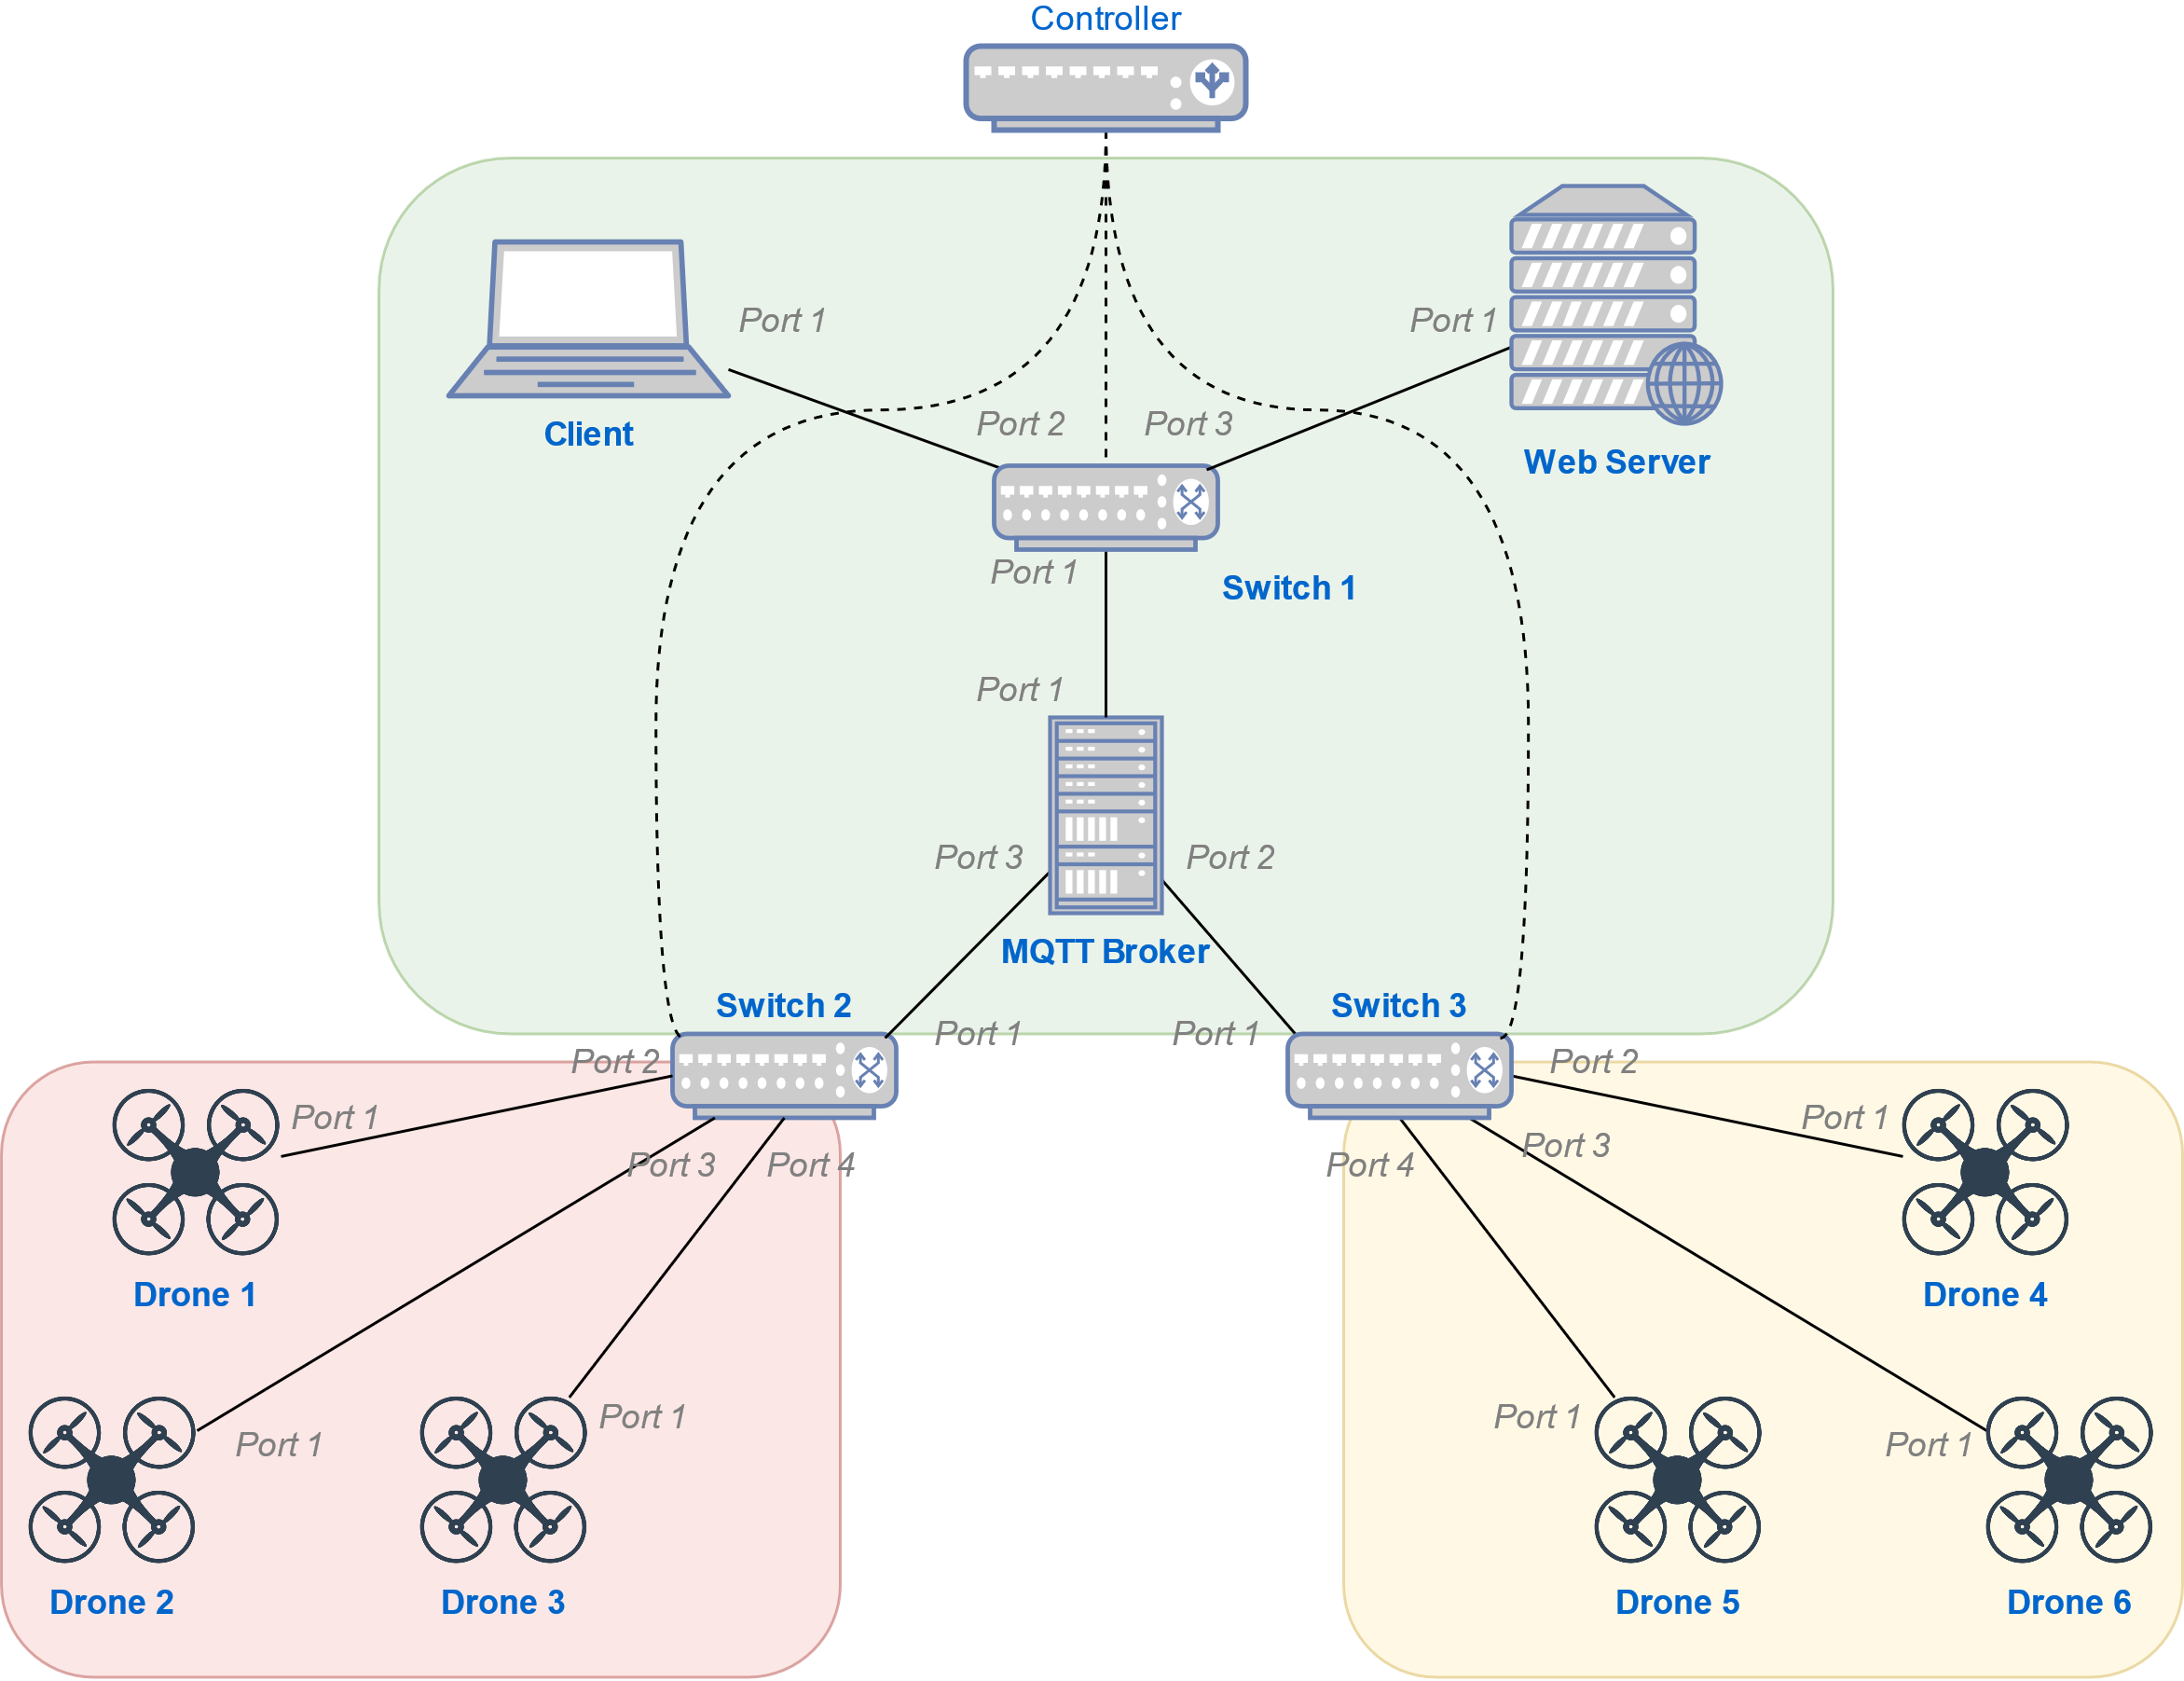 Controller
Port 1
Port 1
Client
Port 2
Port 3
Web Server
Port 1
Switch 1
Port 1
Port 3
Port 2
MQTT Broker
Switch 2
Switch 3
Port 1
Port 1
Port 2
Port 2
Port 1
Port 1
Port 3
Port 4
Port 4
Port 3
Drone 1
Drone 4
Port 1
Port 1
Port 1
Port 1
Drone 2
Drone 3
Drone 5
Drone 6